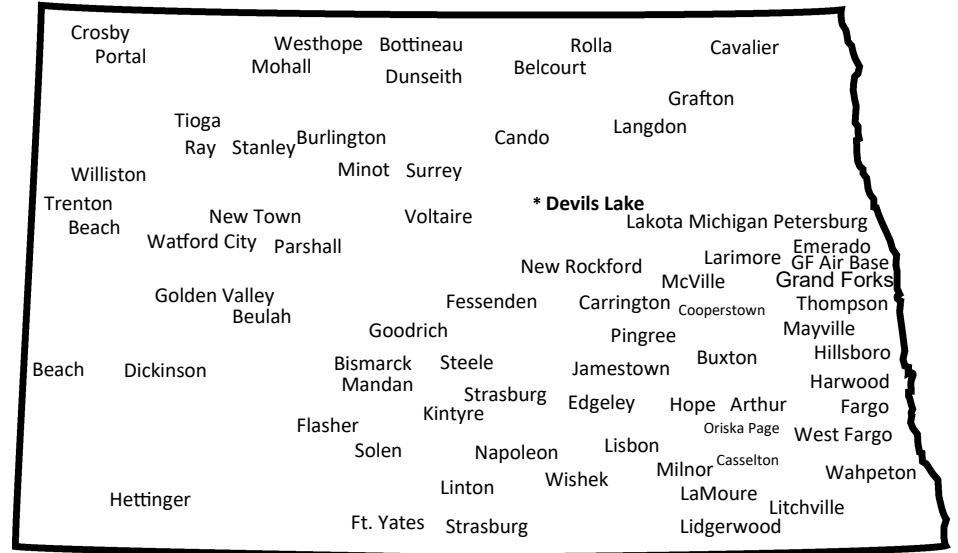 Crosby
Portal
Westhope
Bottineau
Rolla
Cavalier
Mohall
Dunseith
Belcourt
Grafton
Langdon
Tioga
Ray
Stanley
Burlington
Cando
Williston
Minot
Surrey
Trenton
Beach
New Town
Voltaire
* Devils Lake
Lakota Michigan Petersburg
Watford City
Parshall
Emerado
Larimore
GF Air Base
New Rockford
McVille
Grand Forks
Golden Valley
Beulah
Fessenden
Carrington
Cooperstown
Thompson
Goodrich
Pingree
Mayville
Beach
Dickinson
Bismarck
Mandan
Steele
Jamestown
Buxton
Hillsboro
Harwood
Strasburg
Kintyre
Edgeley
Hope
Arthur
Fargo
Flasher
Oriska Page
West Fargo
Solen
Napoleon
Lisbon
Milnor
Casselton
Wahpeton
Linton
Wishek
LaMoure
Hettinger
Litchville
Ft. Yates
Strasburg
Lidgerwood